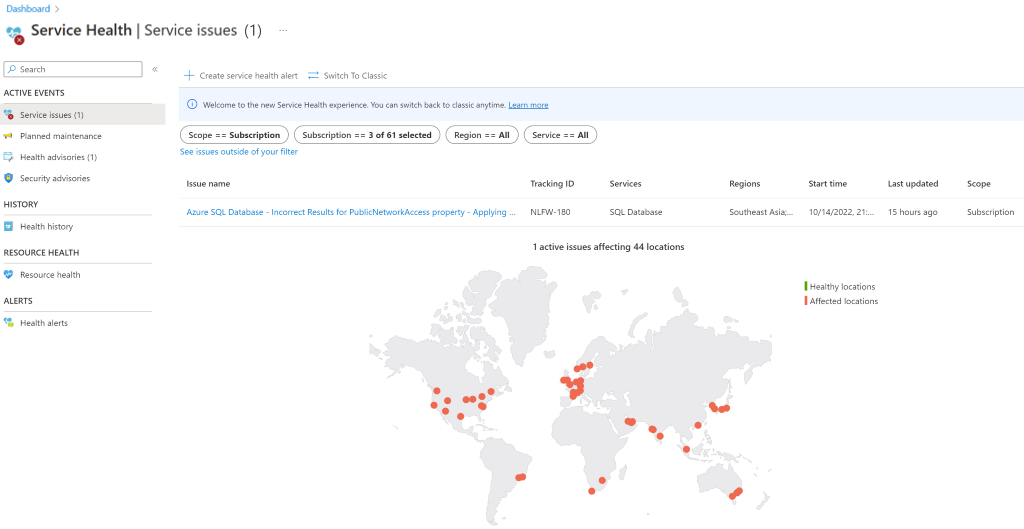 Dashboard >
Service Health | Service issues (1) ...
Search «
Create service health alert Switch To Classic
ACTIVE EVENTS
Service issues (1)
Planned maintenance
Health advisories (1)
Security advisories
HISTORY
Health history
RESOURCE HEALTH
Resource health
ALERTS
Health alerts
Welcome to the new Service Health experience. You can switch back to classic anytime. Learn more
Scope == Subscription Subscription == 3 of 61 selected Region == All Service == All
See issues outside of your filter
Issue name Tracking ID Services Regions Start time Last updated Scope
Azure SQL Database - Incorrect Results for PublicNetworkAccess property - Applying ... NLFW-180 SQL Database Southeast Asia;... 10/14/2022, 21:... 15 hours ago Subscription
1 active issues affecting 44 locations
Healthy locations
Affected locations